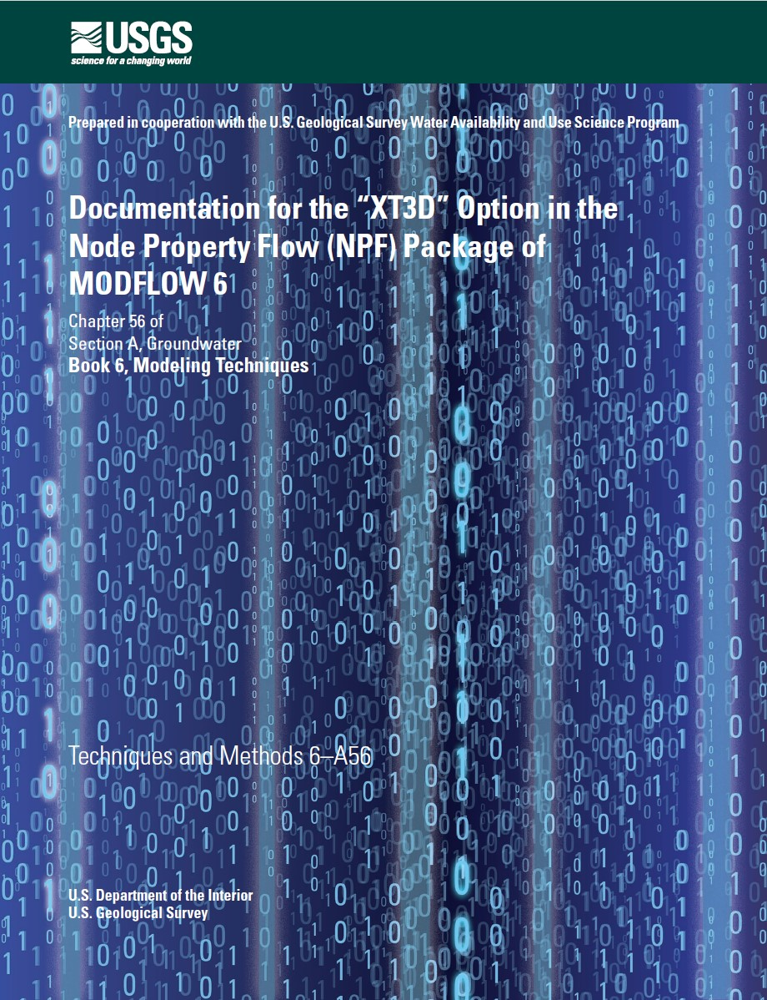 USGS
science for a changing world
Prepared in cooperation with the U.S. Geological Survey Water Availability and Use Science Program
Documentation for the “XT3D” Option in the
Node Property Flow (NPF) Package of
MODFLOW 6
Chapter 56 of
Section A, Groundwater
Book 6, Modeling Techniques
Techniques and Methods 6–A56
U.S. Department of the Interior
U.S. Geological Survey